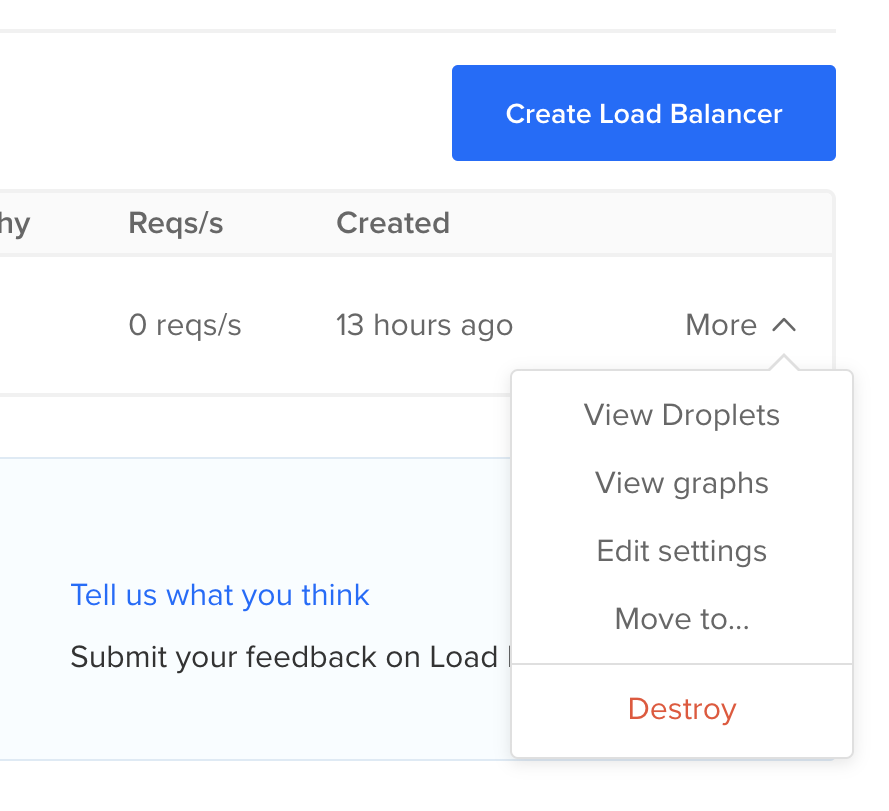 Create Load Balancer
hy Reqs/s Created
0 reqs/s 13 hours ago More
View Droplets
View graphs
Edit settings
Move to...
Tell us what you think
Submit your feedback on Load
Destroy